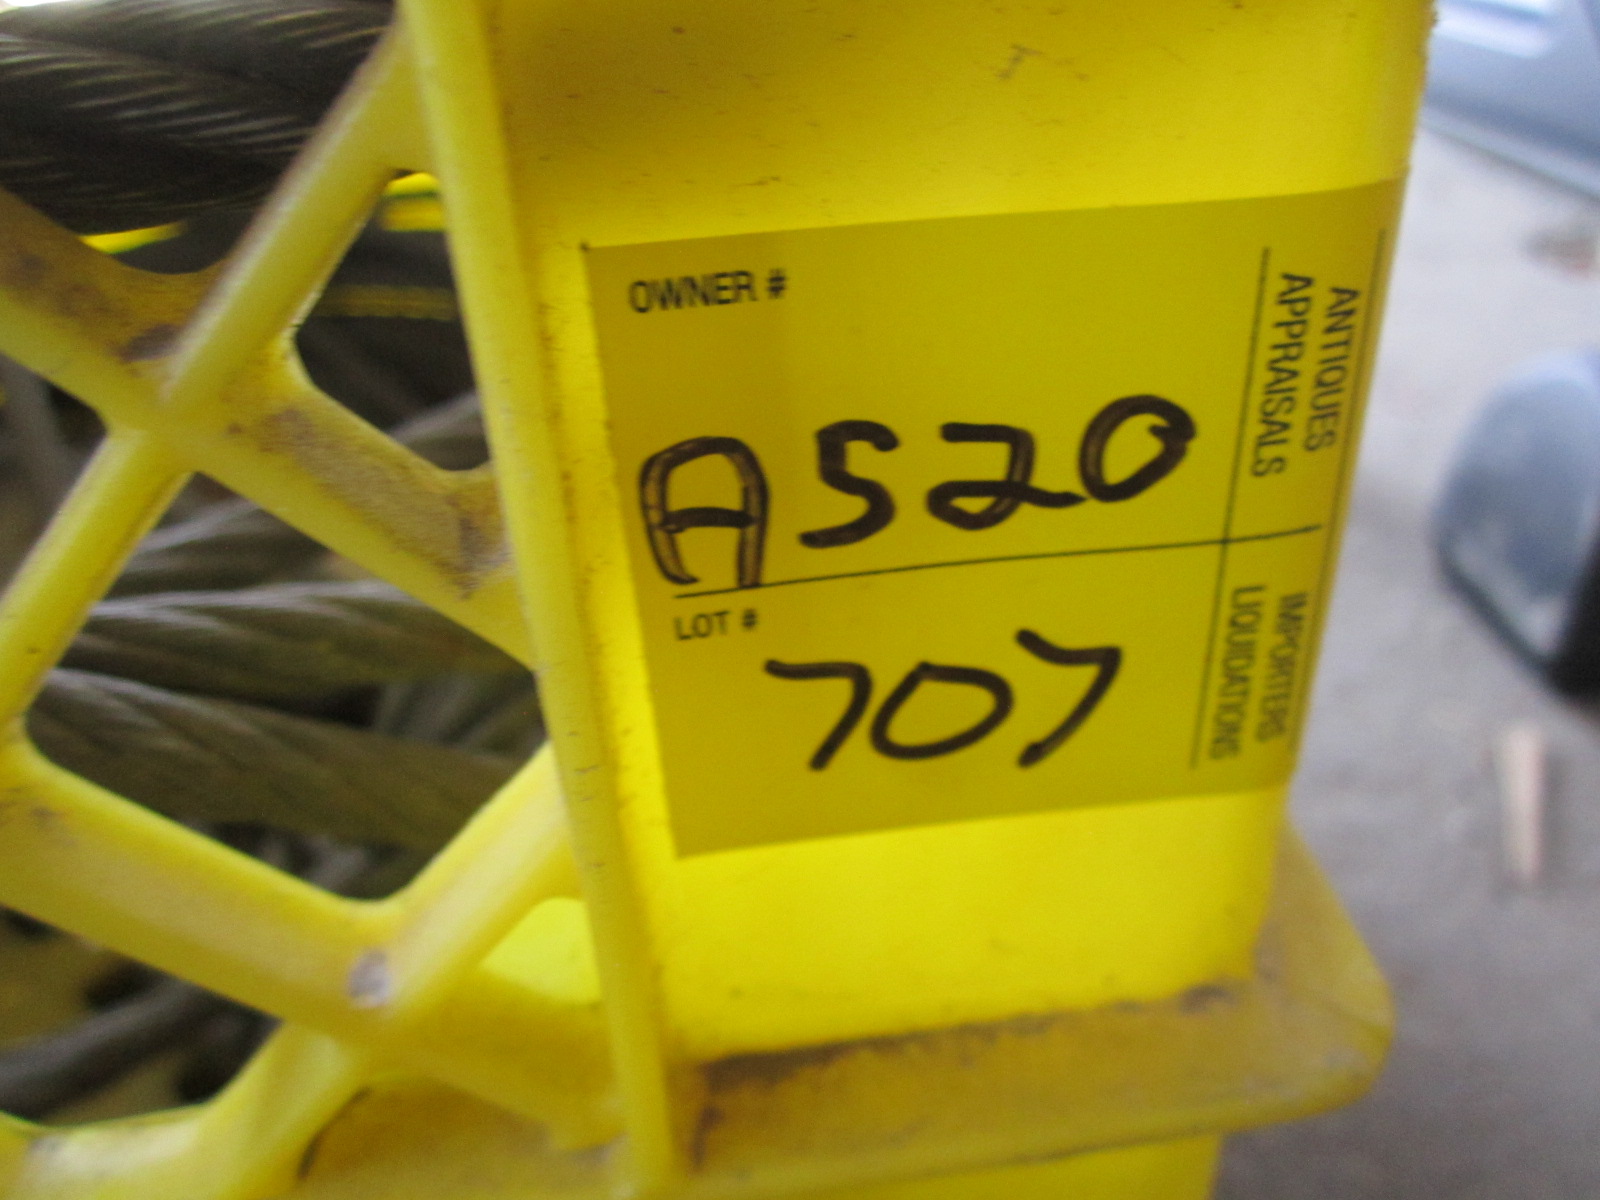 OWNER #
A520
LOT #
707
ANTIQUES
APPRAISALS
IMPORTERS
LIQUIDATIONS